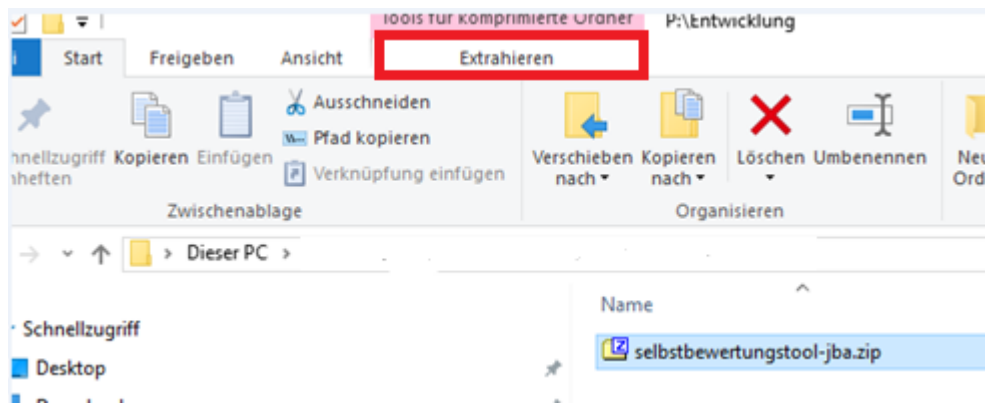 Tools für komprimierte Ordner P:\Entwicklung
Start Freigeben Ansicht Extrahieren
Ausschneiden
Pfad kopieren
Verknüpfung einfügen
Kopieren Einfügen
Verschieben nach
Kopieren nach
Löschen Umbenennen
Zwischenablage Organisieren
Dieser PC
Name
Schnellzugriff
selbstbewertungstool-jba.zip
Desktop